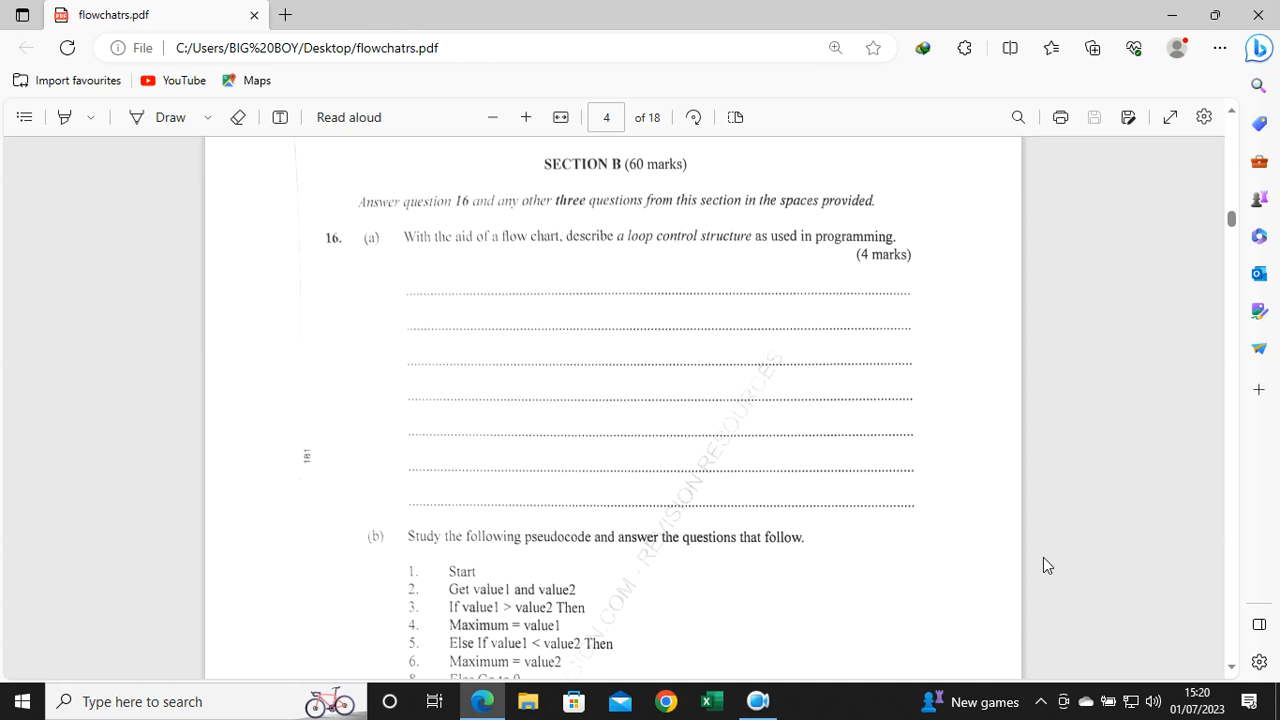 flowchatrs.pdf
File C:/Users/BIG%20BOY/Desktop/flowchatrs.pdf
Import favourites YouTube Maps
Draw Read aloud 4 of 18
SECTION B (60 marks)
Answer question 16 and any other three questions from this section in the spaces provided.
16. (a) With the aid of a flow chart, describe a loop control structure as used in programming.
(4 marks)
181
(b) Study the following pseudocode and answer the questions that follow.
1. Start
2. Get value1 and value2
3. If value1 > value2 Then
4. Maximum = value1
5. Else If value1 < value2 Then
6. Maximum = value2
COM - REVISION RESOURCES
Type here to search
New games
15:20
01/07/2023